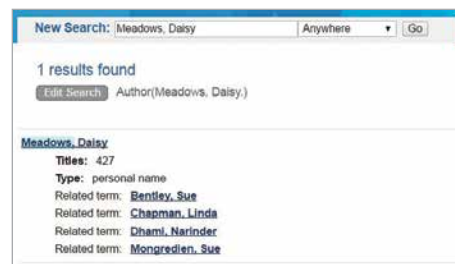 New Search: Meadows, Daisy Anywhere Go
1 results found
Edit Search Author(Meadows, Daisy.)
Meadows, Daisy
Titles: 427
Type: personal name
Related term: Bentley, Sue
Related term: Chapman, Linda
Related term: Dhami, Narinder
Related term: Mongredien, Sue